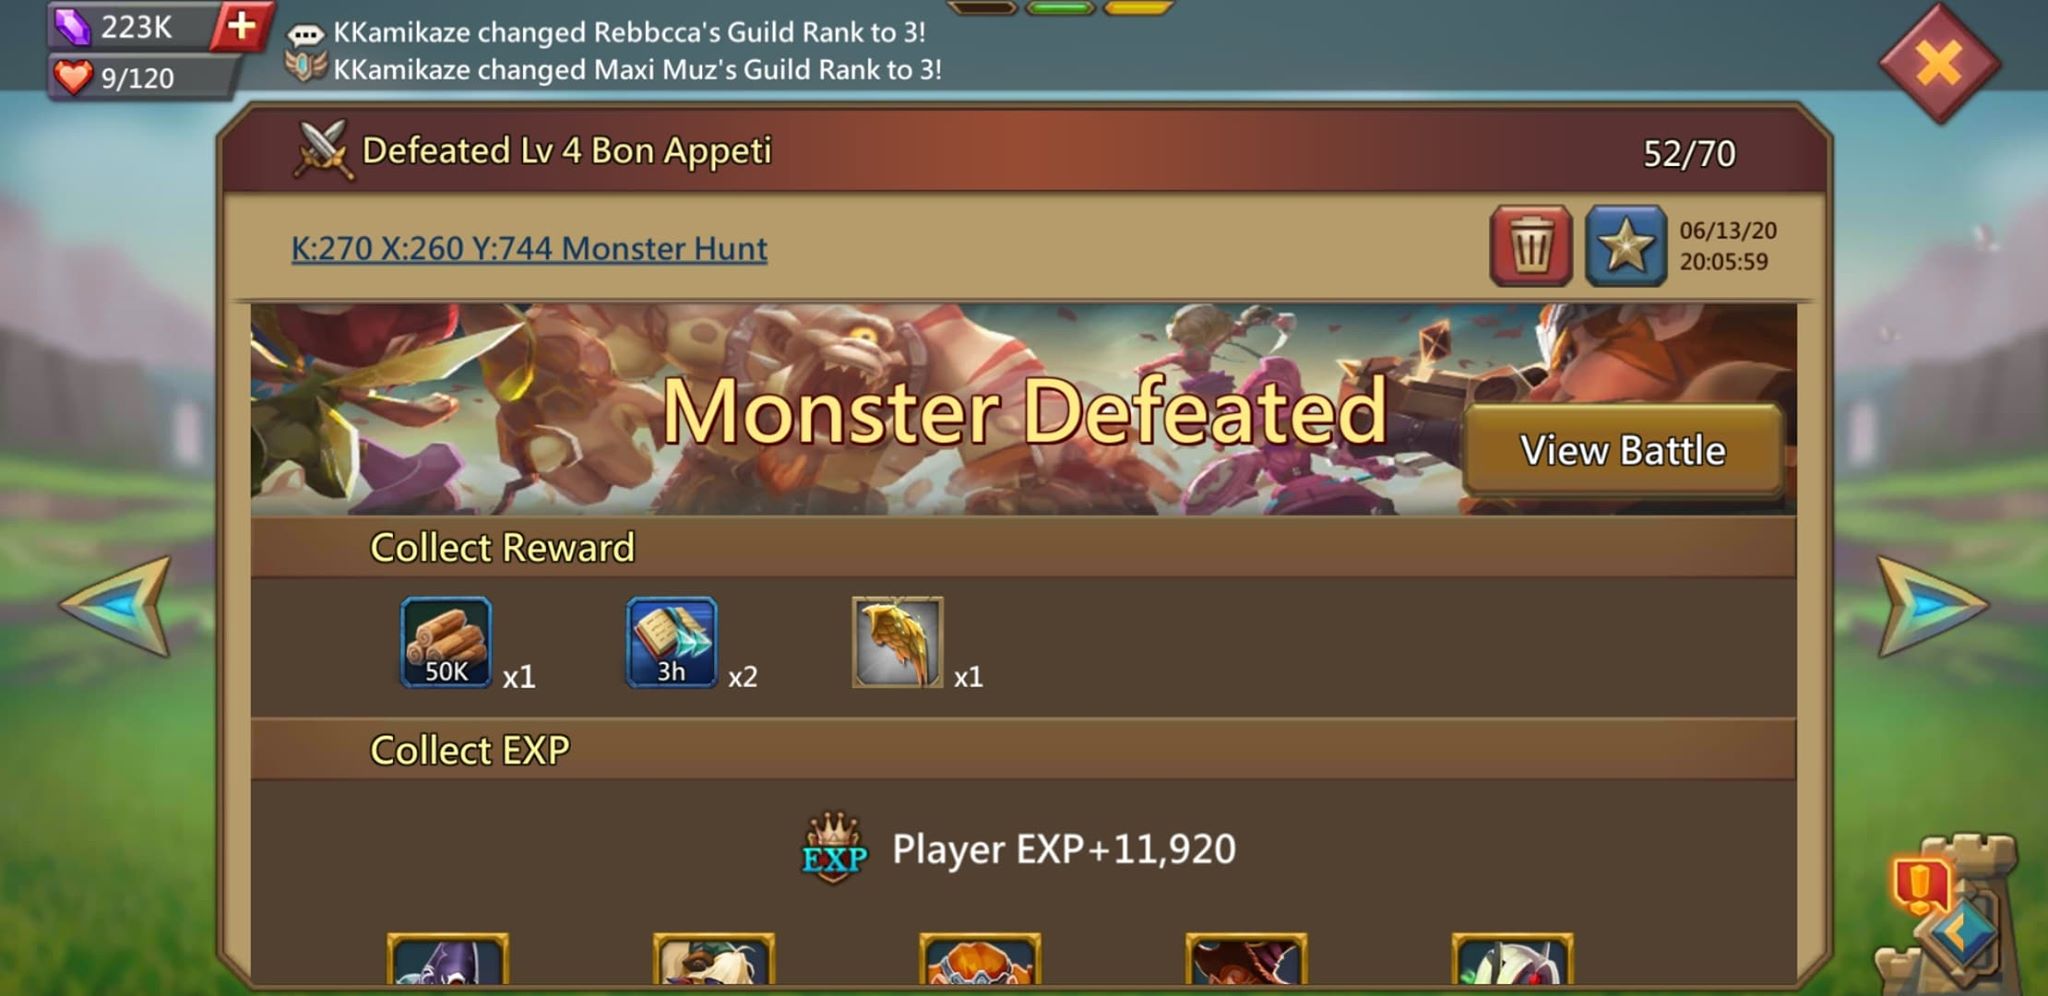 223K
9/120
KKamikaze changed Rebbcca's Guild Rank to 3!
KKamikaze changed Maxi Muz's Guild Rank to 3!
Defeated Lv 4 Bon Appeti
52/70
K:270 X:260 Y:744 Monster Hunt
06/13/20
20:05:59
Monster Defeated
View Battle
Collect Reward
50K x1
3h x2
x1
Collect EXP
EXP Player EXP+11,920